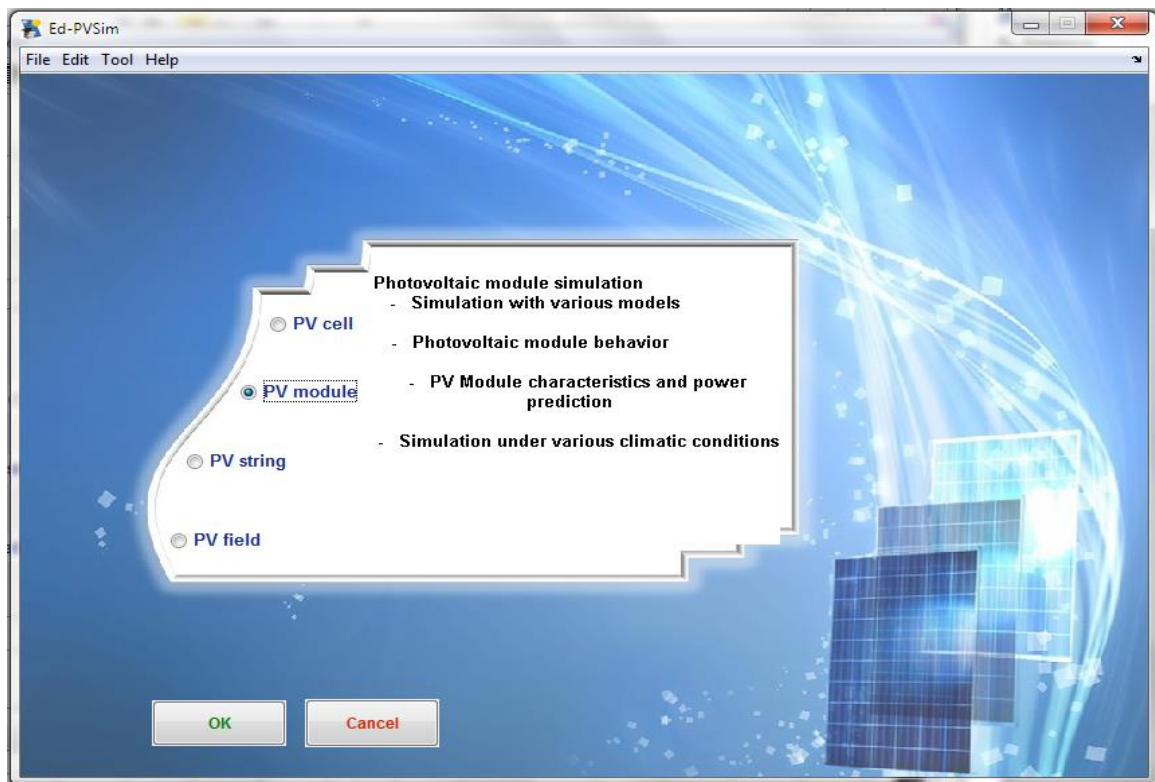 Ed-PVSim
File Edit Tool Help
Photovoltaic module simulation
- Simulation with various models
- Photovoltaic module behavior
- PV Module characteristics and power
prediction
- Simulation under various climatic conditions
PV cell
PV module
PV string
PV field
OK
Cancel